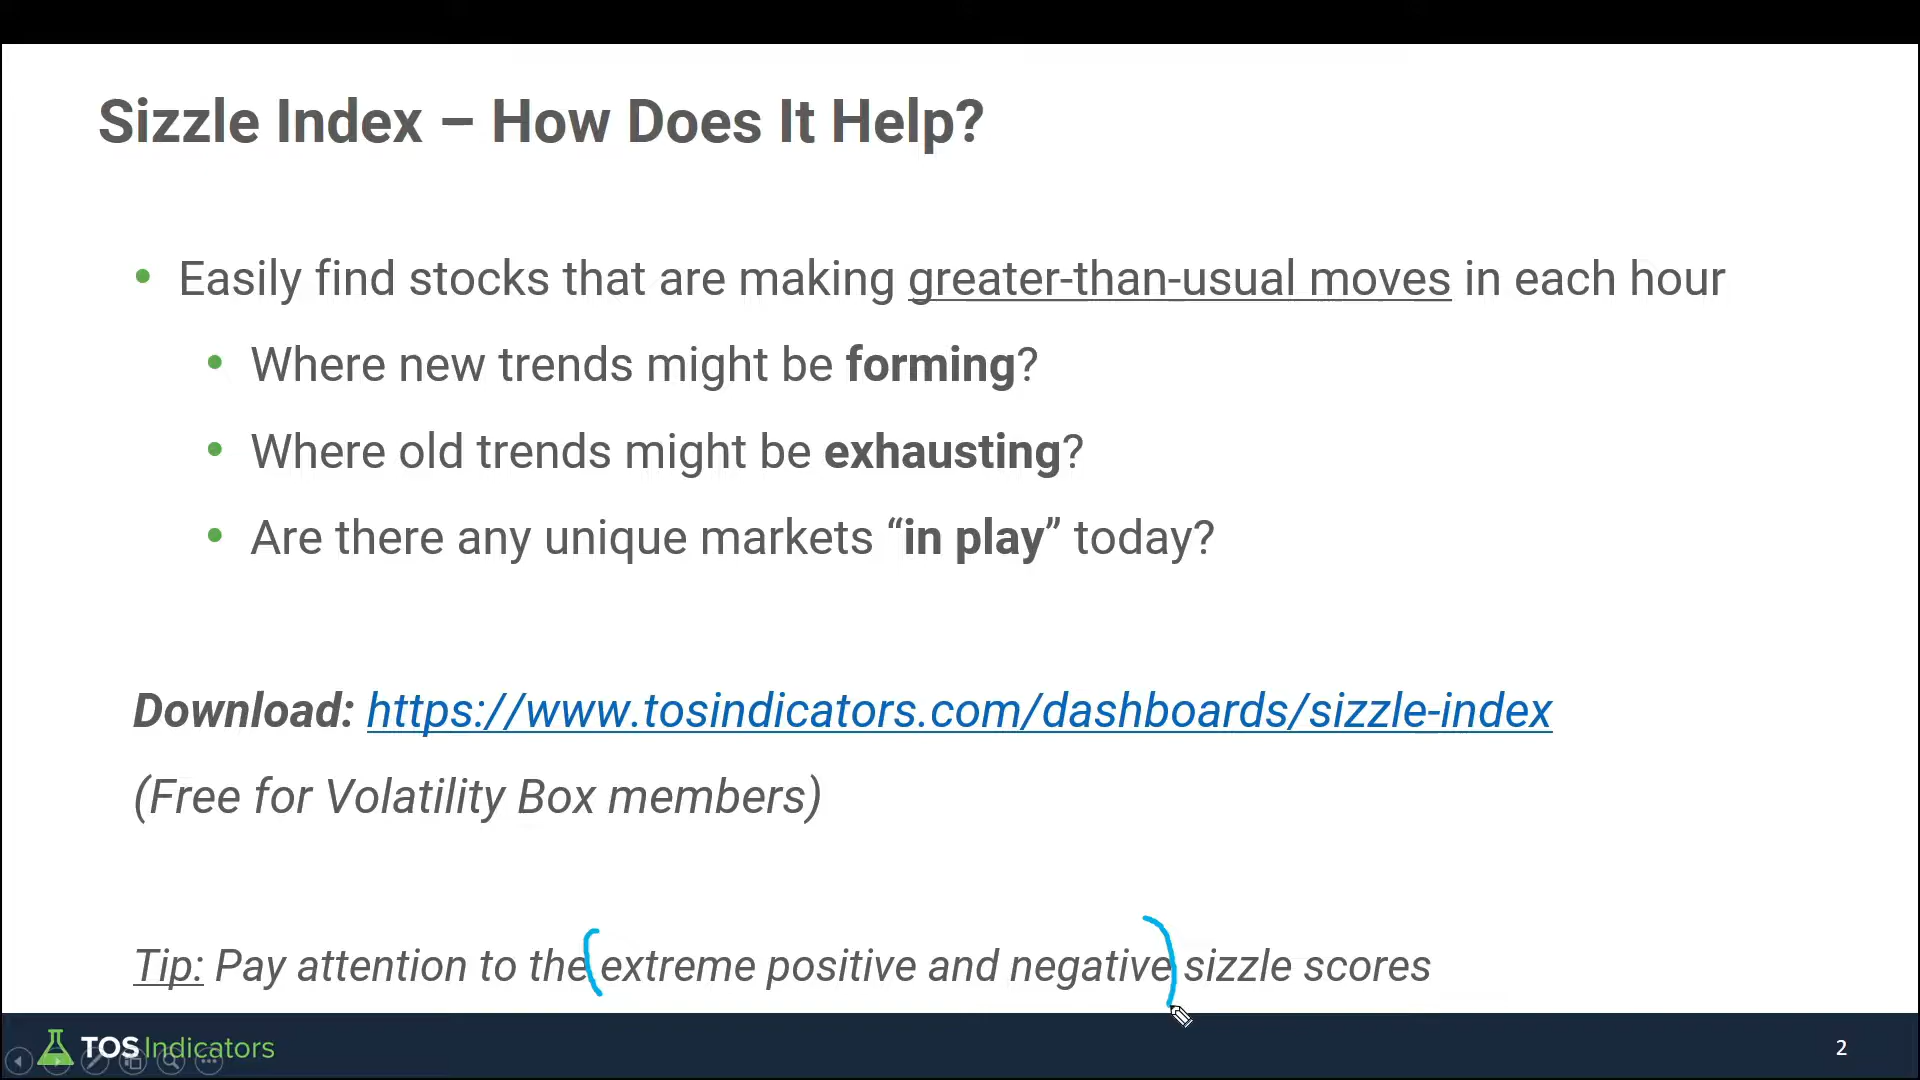 Sizzle Index – How Does It Help?
• Easily find stocks that are making greater-than-usual moves in each hour
• Where new trends might be forming?
• Where old trends might be exhausting?
• Are there any unique markets “in play” today?
Download: https://www.tosindicators.com/dashboards/sizzle-index
(Free for Volatility Box members)
Tip: Pay attention to the extreme positive and negative sizzle scores
TOS Indicators
2